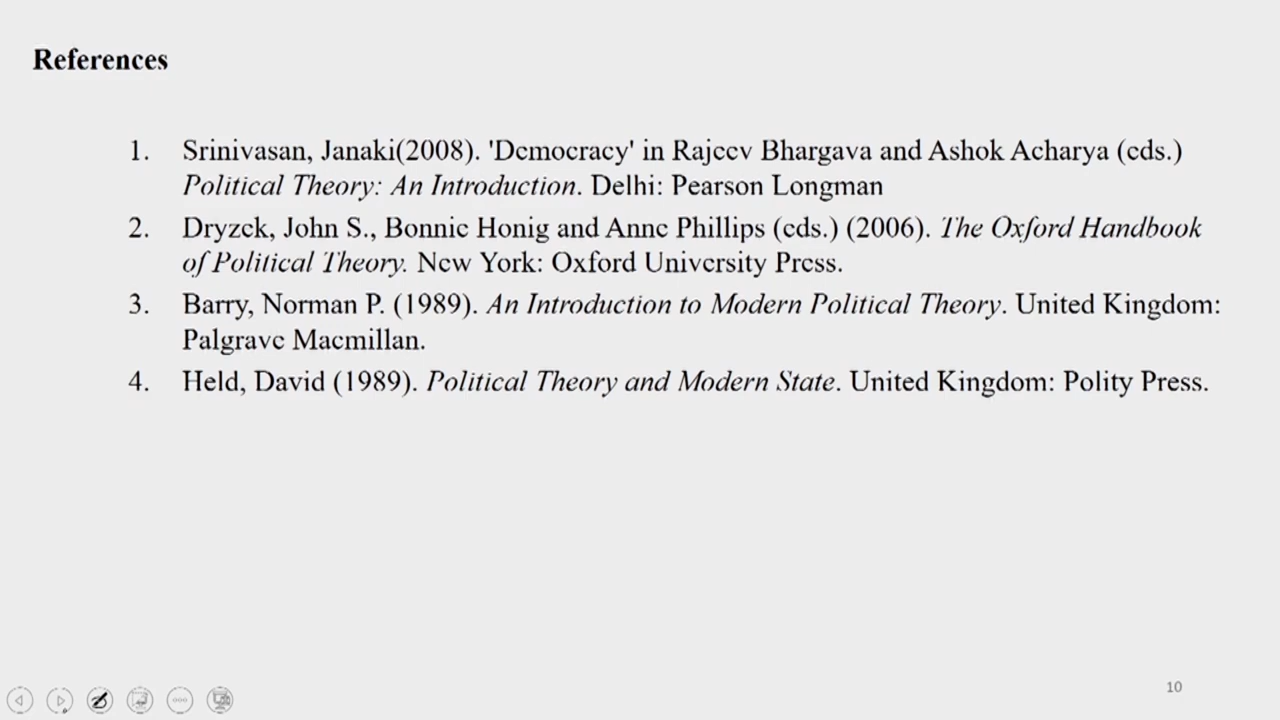 References
1. Srinivasan, Janaki(2008). 'Democracy' in Rajeev Bhargava and Ashok Acharya (eds.)
Political Theory: An Introduction. Delhi: Pearson Longman
2. Dryzek, John S., Bonnie Honig and Anne Phillips (eds.) (2006). The Oxford Handbook
of Political Theory. New York: Oxford University Press.
3. Barry, Norman P. (1989). An Introduction to Modern Political Theory. United Kingdom:
Palgrave Macmillan.
4. Held, David (1989). Political Theory and Modern State. United Kingdom: Polity Press.
10